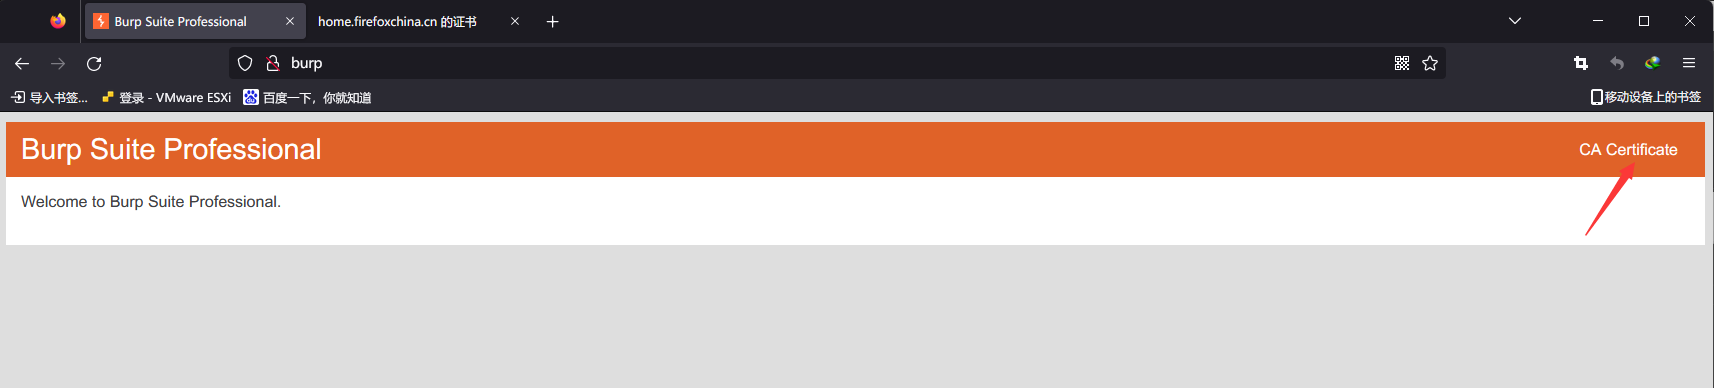 Burp Suite Professional
home.firefoxchina.cn 的证书
burp
导入书签...
登录 - VMware ESXi
百度一下，你就知道
移动设备上的书签
Burp Suite Professional
CA Certificate
Welcome to Burp Suite Professional.